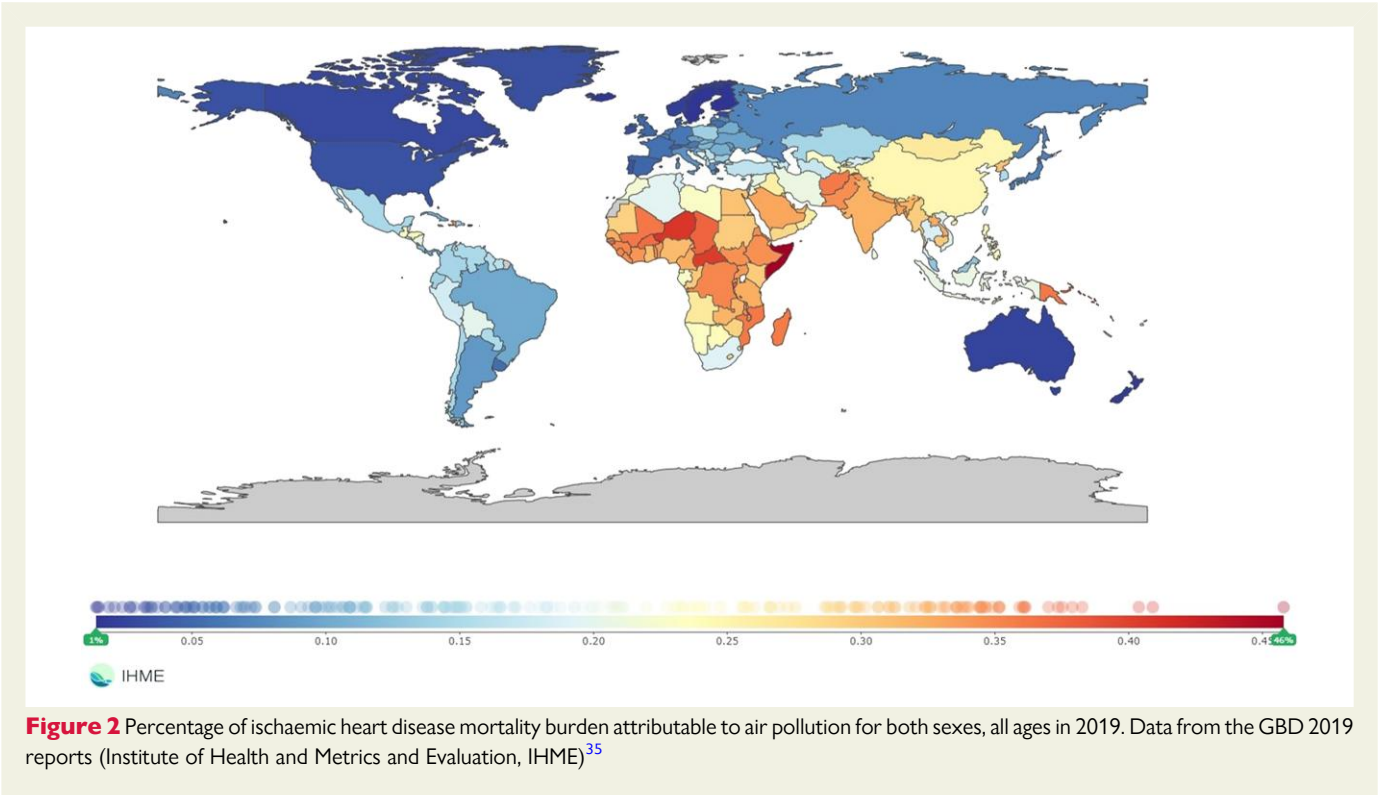 1% 0.05 0.10 0.15 0.20 0.25 0.30 0.35 0.40 0.45 46%
IHME
Figure 2 Percentage of ischaemic heart disease mortality burden attributable to air pollution for both sexes, all ages in 2019. Data from the GBD 2019
reports (Institute of Health and Metrics and Evaluation, IHME)35